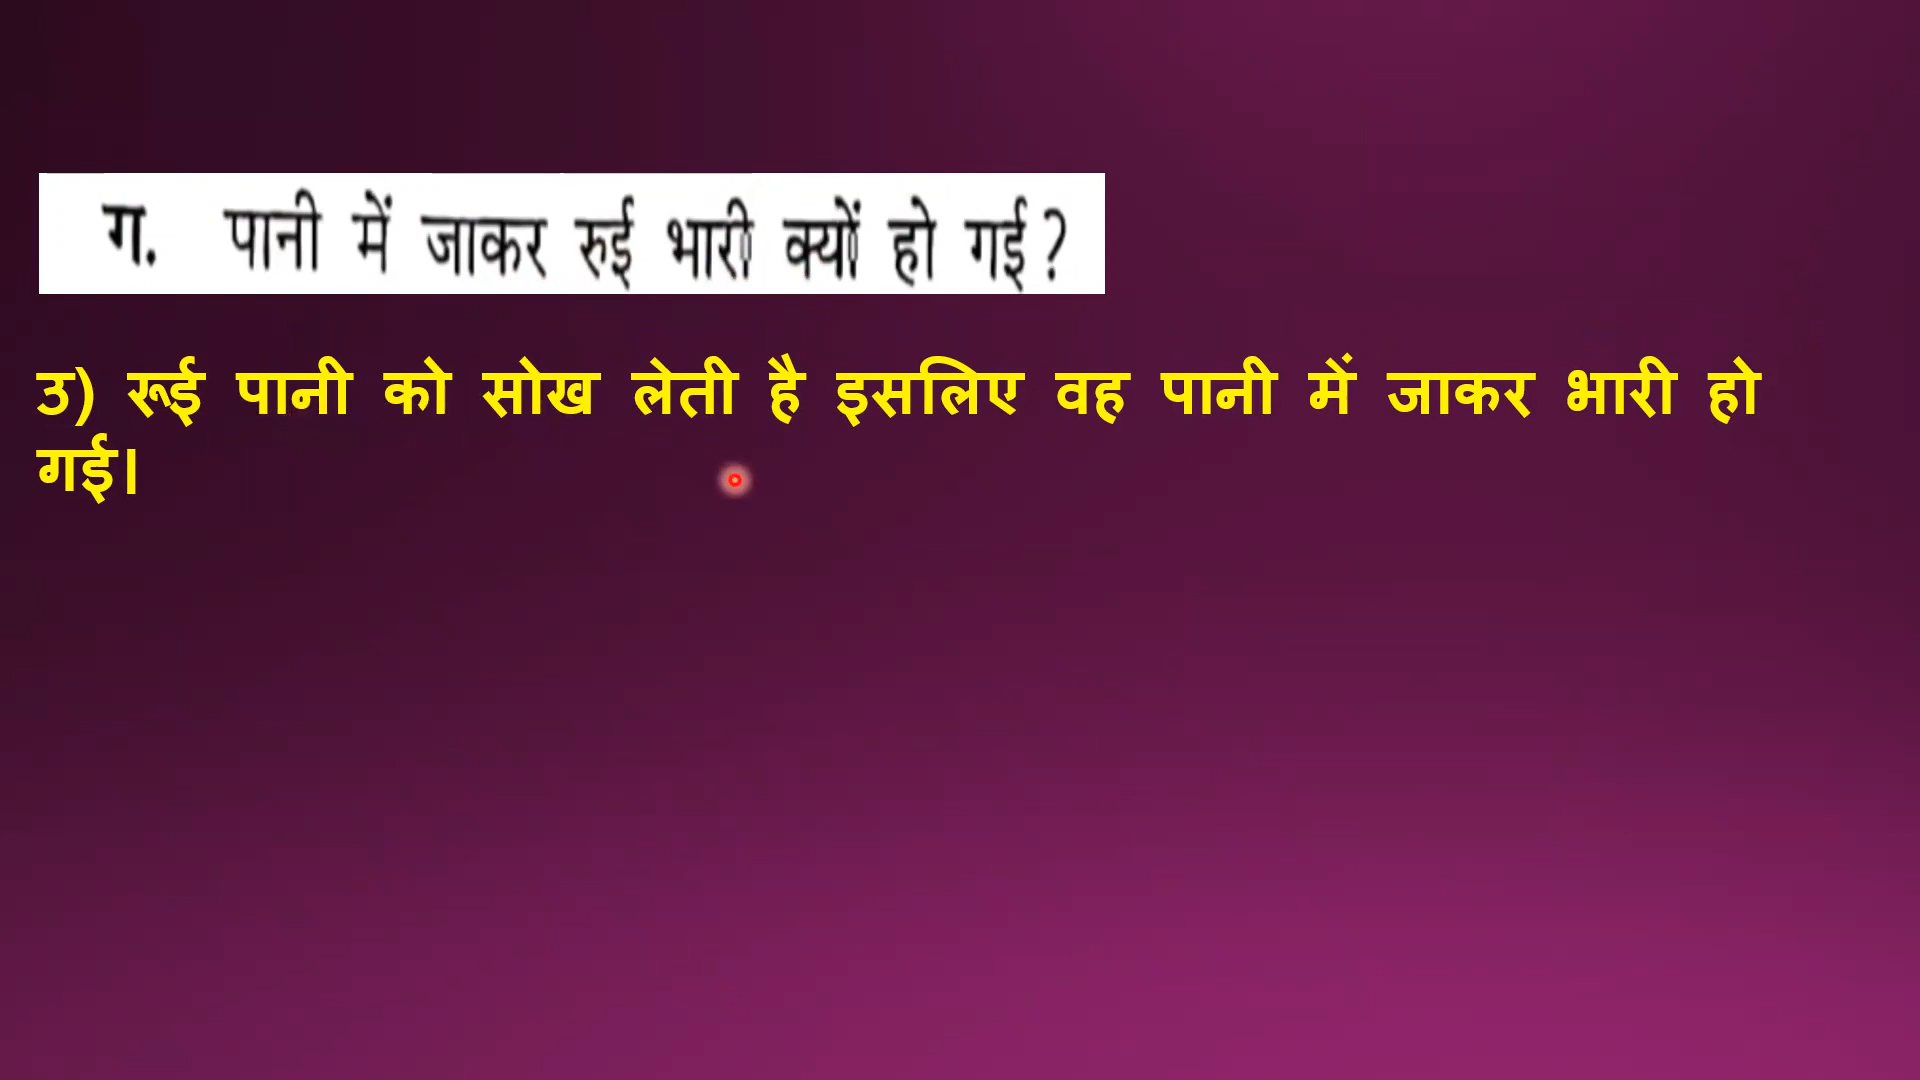 ग. पानी में जाकर रुई भारी क्यों हो गई?
उ) रूई पानी को सोख लेती है इसलिए वह पानी में जाकर भारी हो
गई।